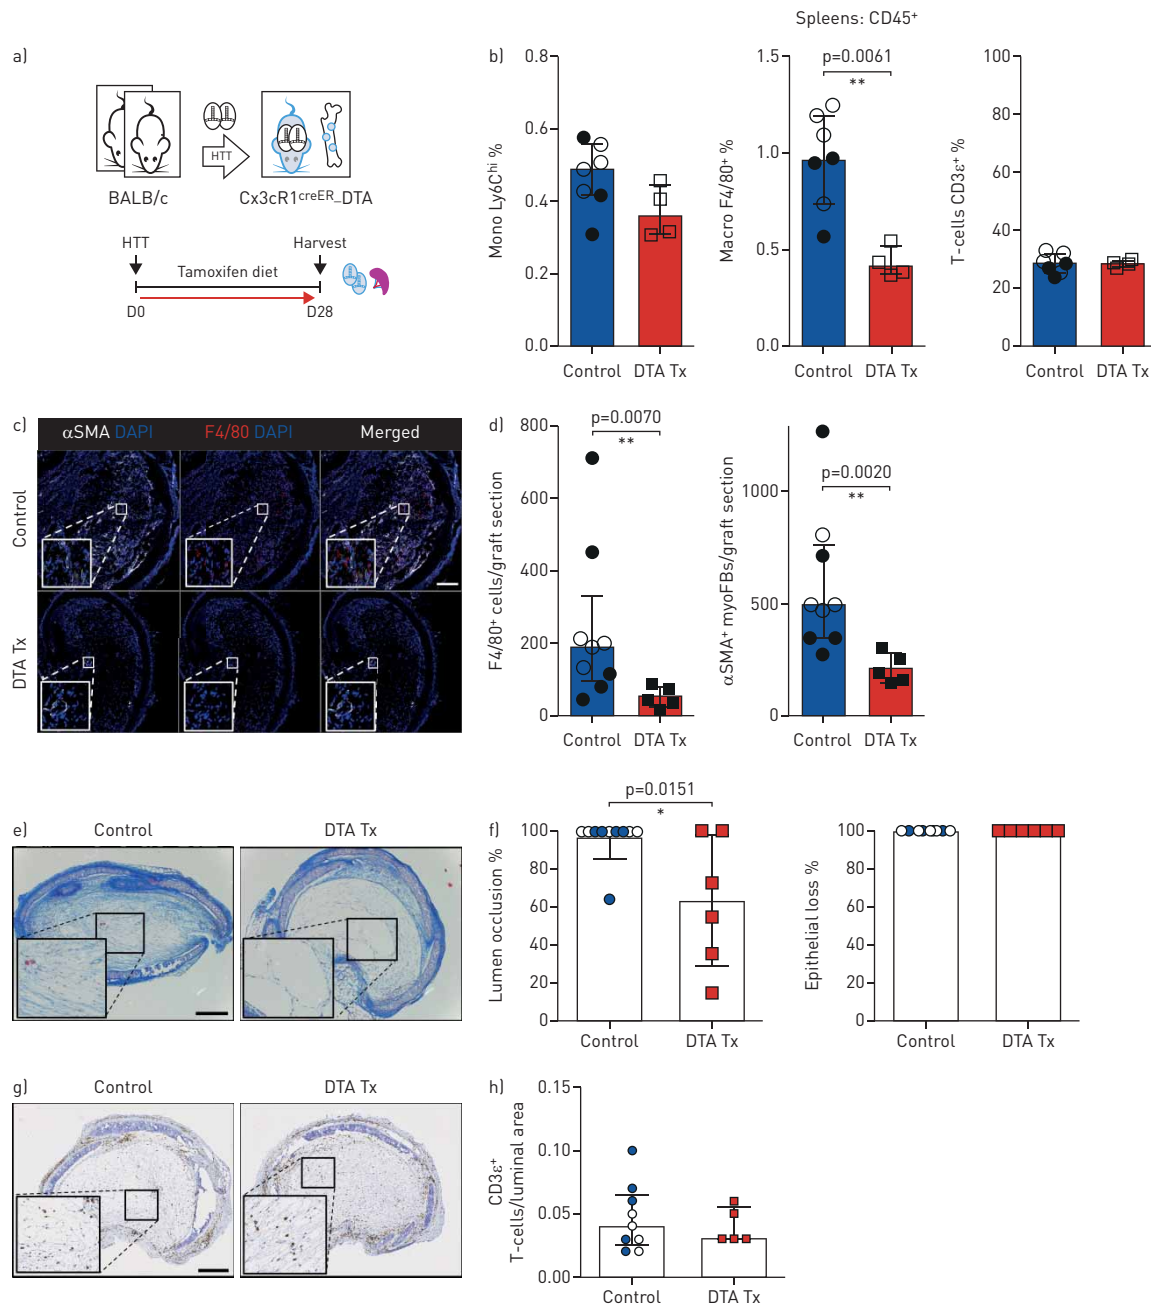 Spleens: CD45⁺
a)
HTT
BALB/c
Cx3cR1ᶜʳᵉᴱᴿ_DTA
HTT
Harvest
Tamoxifen diet
D0
D28
b)
Mono Ly6Cʰⁱ %
0.8
0.6
0.4
0.2
0.0
Control
DTA Tx
Macro F4/80⁺ %
1.5
1.0
0.5
0.0
p=0.0061
**
Control
DTA Tx
T-cells CD3ε⁺ %
100
80
60
40
20
0
Control
DTA Tx
c)
αSMA DAPI
F4/80 DAPI
Merged
Control
DTA Tx
d)
F4/80⁺ cells/graft section
800
600
400
200
0
p=0.0070
**
Control
DTA Tx
αSMA⁺ myoFBs/graft section
1000
500
0
p=0.0020
**
Control
DTA Tx
e)
Control
DTA Tx
f)
Lumen occlusion %
100
80
60
40
20
0
p=0.0151
*
Control
DTA Tx
Epithelial loss %
100
80
60
40
20
0
Control
DTA Tx
g)
Control
DTA Tx
h)
CD3ε⁺
T-cells/luminal area
0.15
0.10
0.05
0.00
Control
DTA Tx